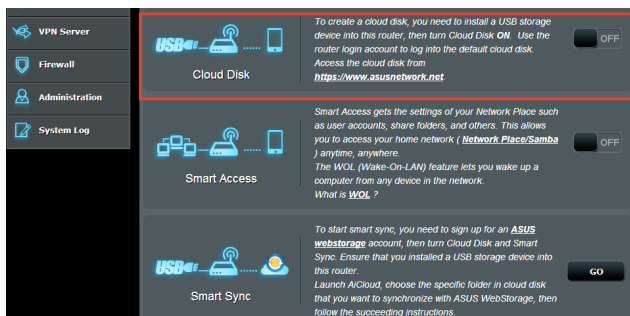 VPN Server
Firewall
Administration
System Log
USB
Cloud Disk
To create a cloud disk, you need to install a USB storage
device into this router, then turn Cloud Disk ON. Use the
router login account to log into the default cloud disk.
Access the cloud disk from
https://www.asusnetwork.net.
OFF
Smart Access
Smart Access gets the settings of your Network Place such
as user accounts, share folders, and others. This allows
you to access your home network ( Network Place/Samba
) anytime, anywhere.
The WOL (Wake-On-LAN) feature lets you wake up a
computer from any device in the network.
What is WOL ?
OFF
USB
Smart Sync
To start smart sync, you need to sign up for an ASUS
webstorage account, then turn Cloud Disk and Smart
Sync. Ensure that you installed a USB storage device into
this router.
Launch AiCloud, choose the specific folder in cloud disk
that you want to synchronize with ASUS WebStorage, then
follow the succeeding instructions.
GO